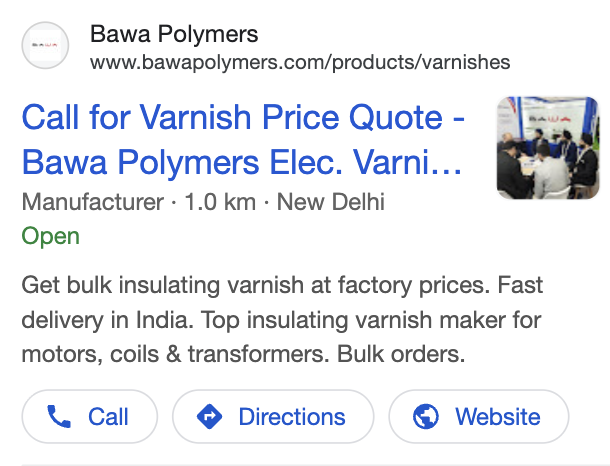 Bawa Polymers
www.bawapolymers.com/products/varnishes
Call for Varnish Price Quote -
Bawa Polymers Elec. Varni...
Manufacturer · 1.0 km · New Delhi
Open
Get bulk insulating varnish at factory prices. Fast
delivery in India. Top insulating varnish maker for
motors, coils & transformers. Bulk orders.
Call
Directions
Website